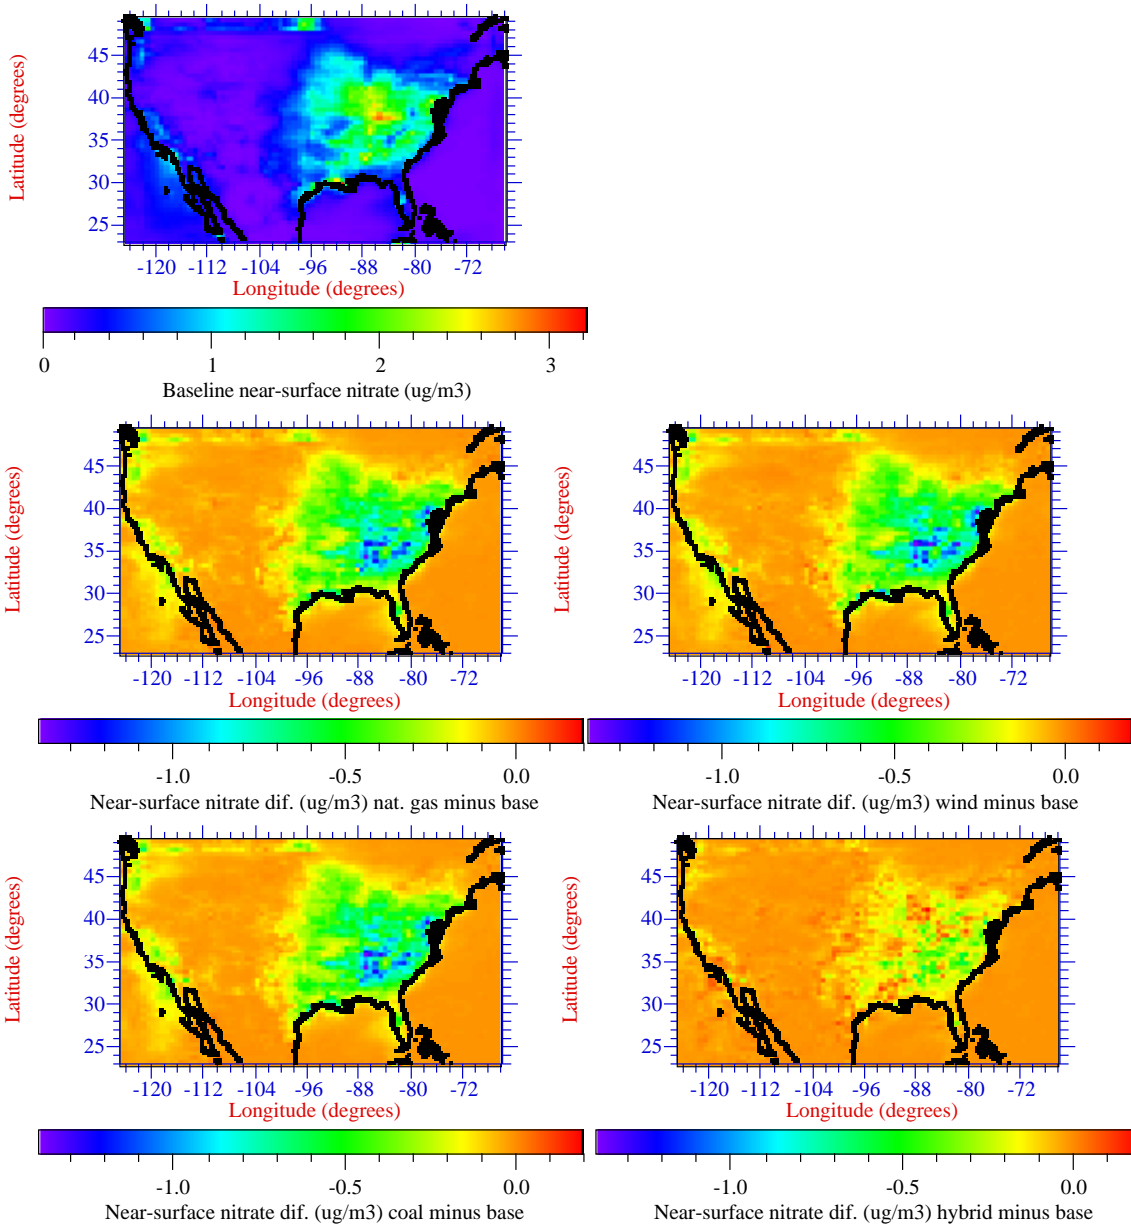 Latitude (degrees)
45
40
35
30
25
-120 -112 -104 -96 -88 -80 -72
Longitude (degrees)
0 1 2 3
Baseline near-surface nitrate (ug/m3)
Latitude (degrees)
45
40
35
30
25
-120 -112 -104 -96 -88 -80 -72
Longitude (degrees)
-1.0 -0.5 0.0
Near-surface nitrate dif. (ug/m3) nat. gas minus base
Latitude (degrees)
45
40
35
30
25
-120 -112 -104 -96 -88 -80 -72
Longitude (degrees)
-1.0 -0.5 0.0
Near-surface nitrate dif. (ug/m3) wind minus base
Latitude (degrees)
45
40
35
30
25
-120 -112 -104 -96 -88 -80 -72
Longitude (degrees)
-1.0 -0.5 0.0
Near-surface nitrate dif. (ug/m3) coal minus base
Latitude (degrees)
45
40
35
30
25
-120 -112 -104 -96 -88 -80 -72
Longitude (degrees)
-1.0 -0.5 0.0
Near-surface nitrate dif. (ug/m3) hybrid minus base